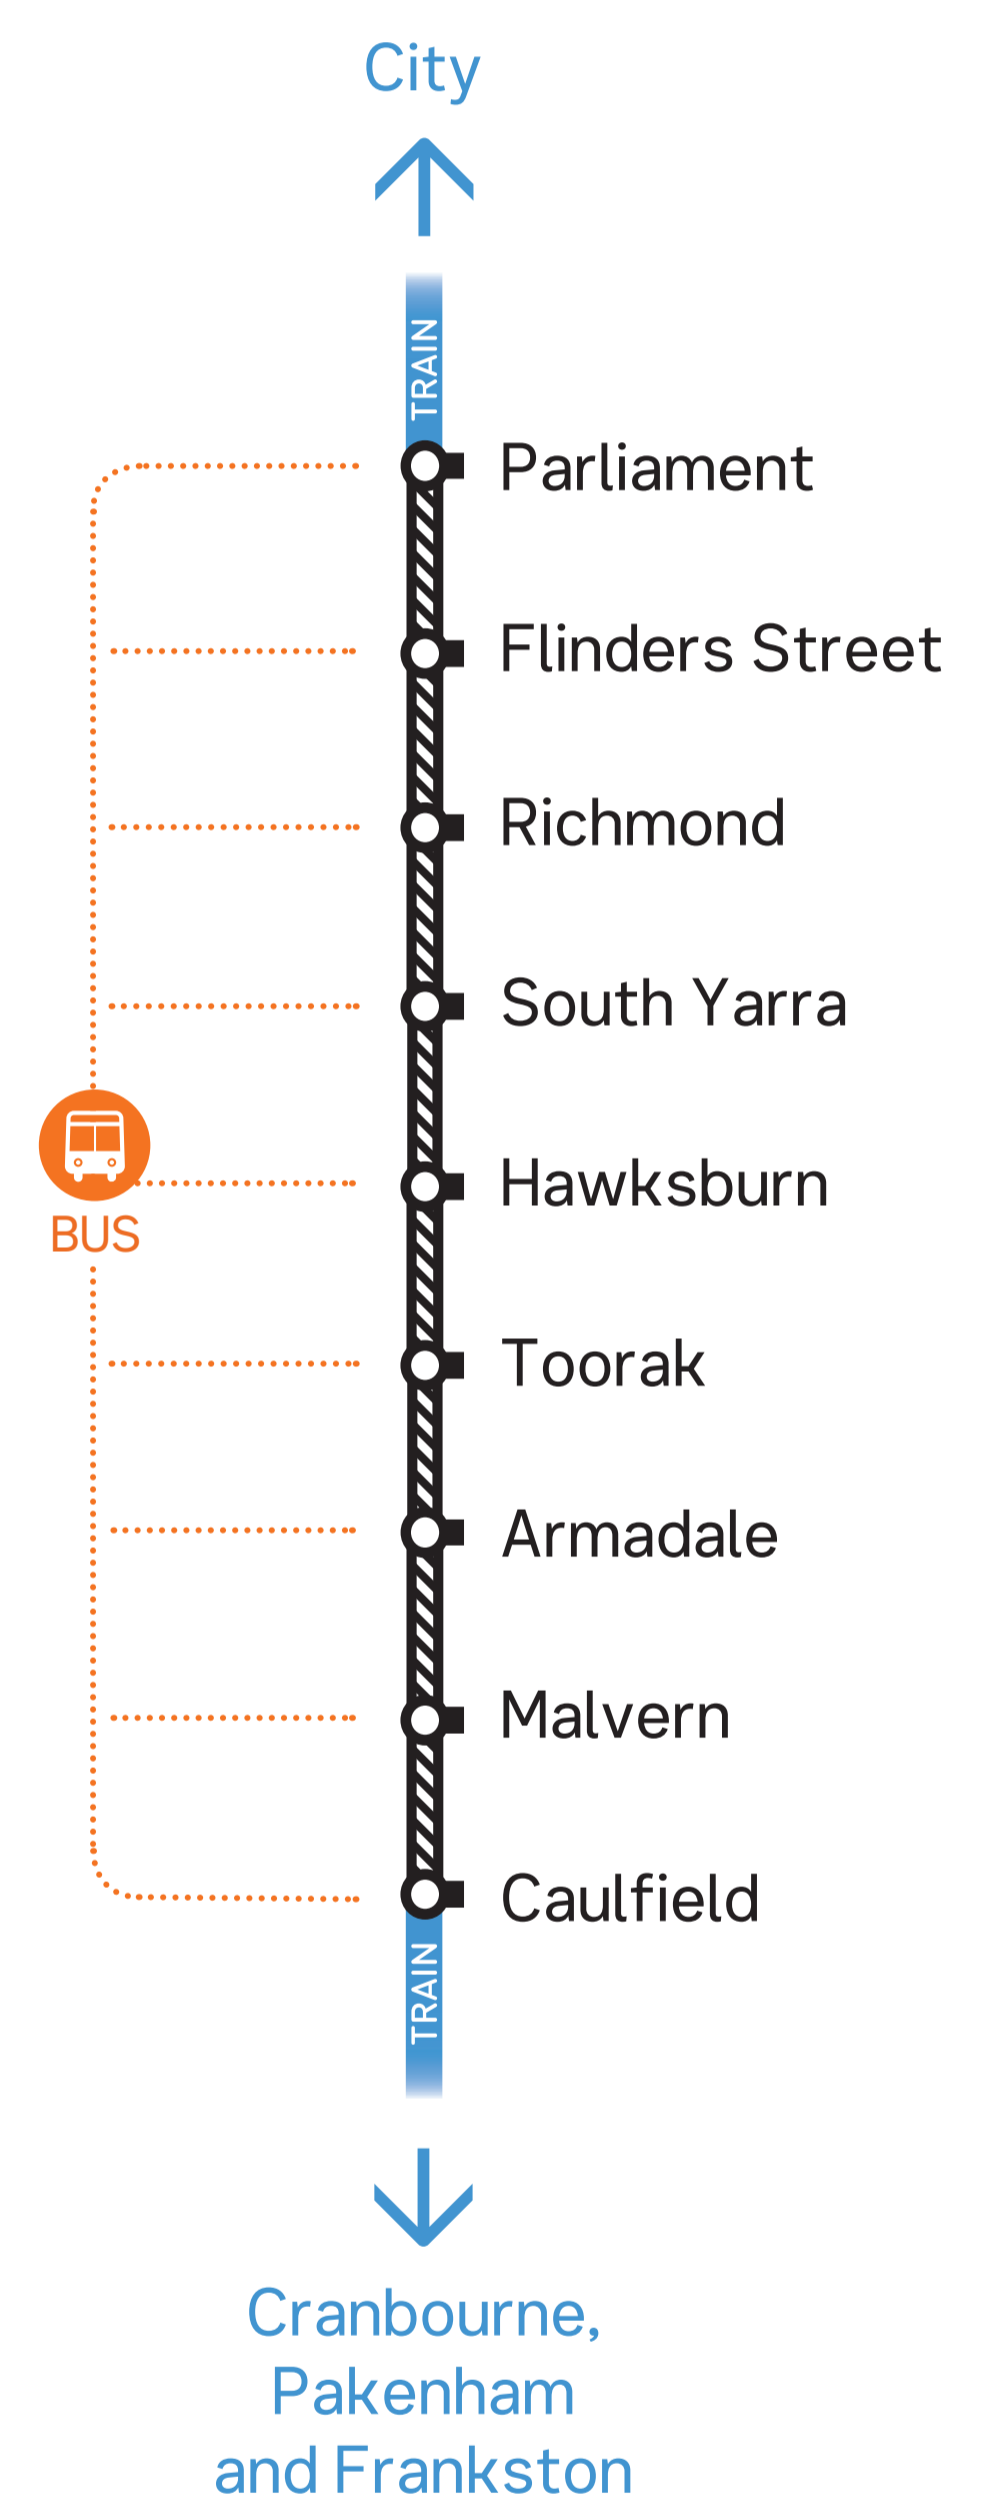 City
TRAIN
Parliament
Flinders Street
Richmond
South Yarra
Hawksburn
BUS
Toorak
Armadale
Malvern
Caulfield
TRAIN
Cranbourne,
Pakenham
and Frankston